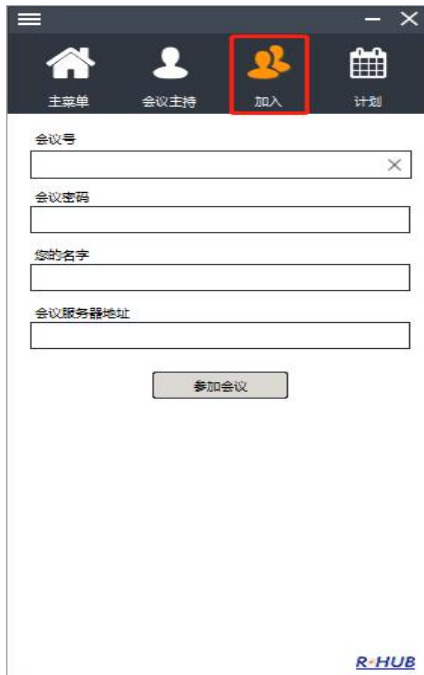 主菜单 会议主持 加入 计划
会议号
会议密码
您的名字
会议服务器地址
参加会议
R-HUB